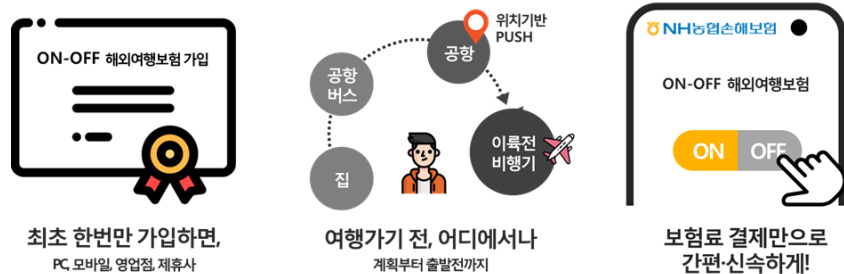 ON-OFF 해외여행보험 가입
최초 한번만 가입하면,
PC, 모바일, 영업점, 제휴사
위치기반
PUSH
공항
공항
버스
집
이륙전
비행기
여행가기 전, 어디에서나
계획부터 출발전까지
NH농협손해보험
ON-OFF 해외여행보험
ON OFF
보험료 결제만으로
간편·신속하게!